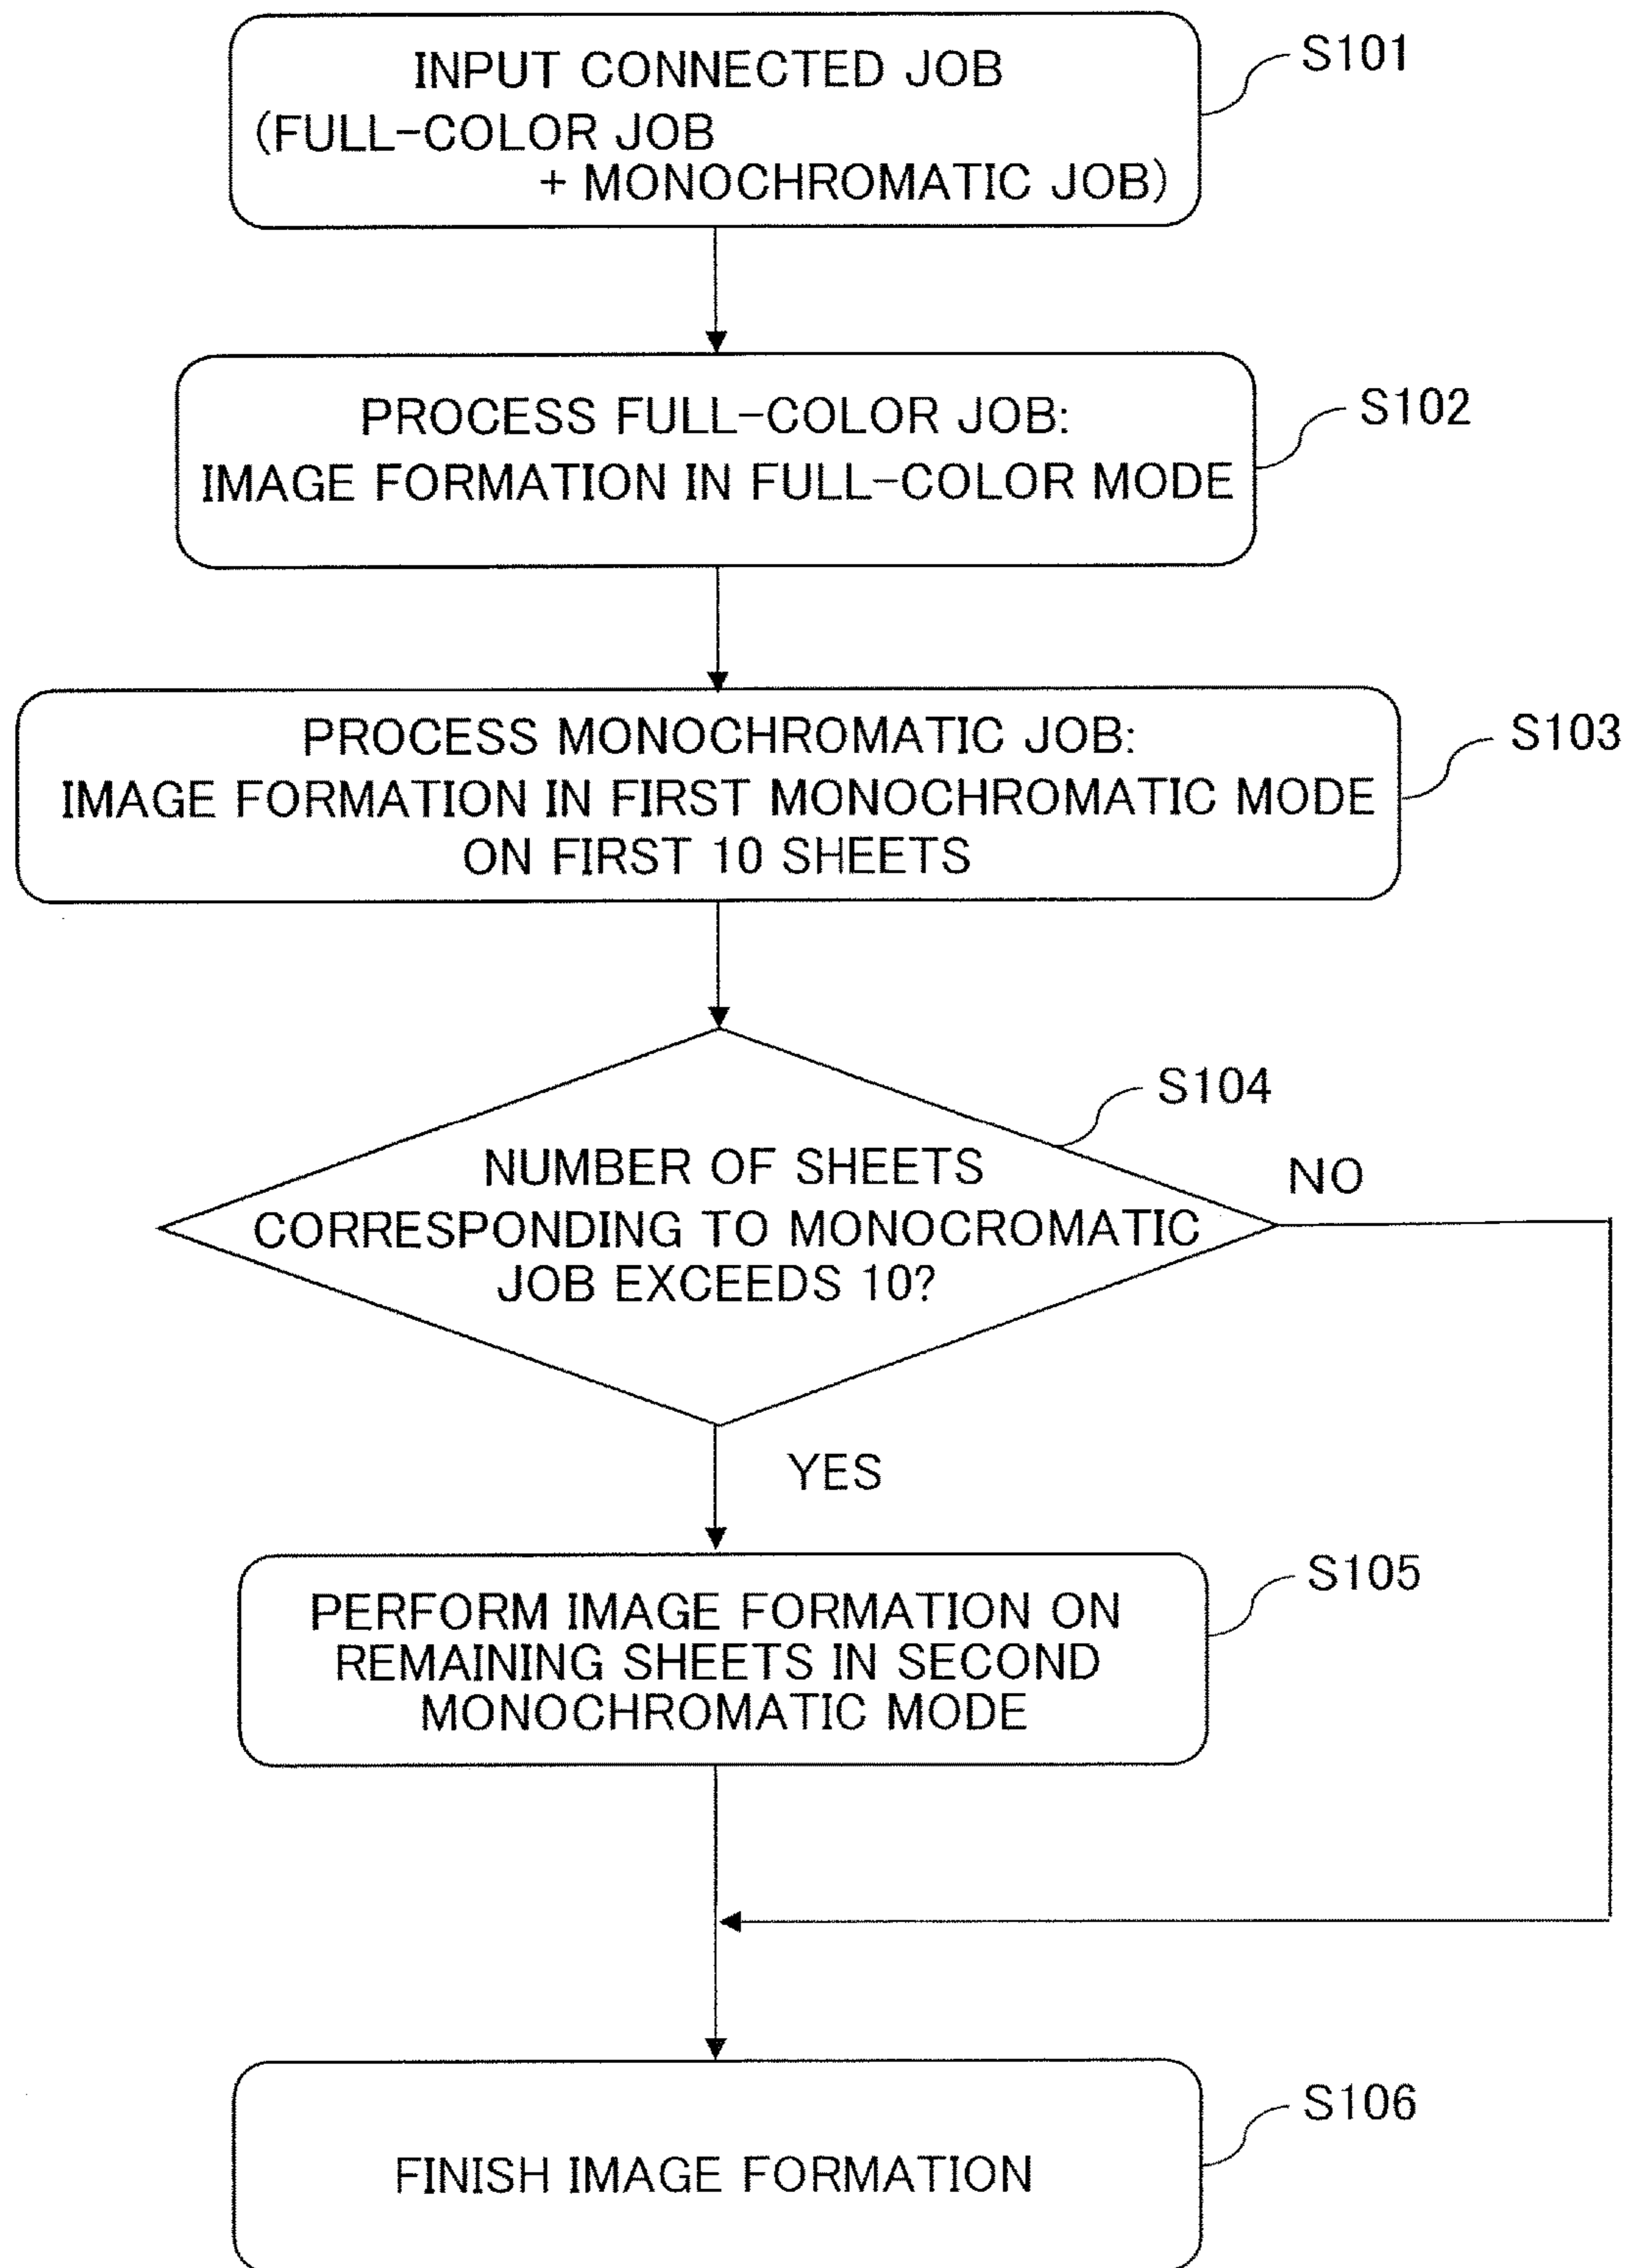 INPUT CONNECTED JOB
S101
(FULL-COLOR JOB
+ MONOCHROMATIC JOB)
PROCESS FULL-COLOR JOB:
S102
IMAGE FORMATION IN FULL-COLOR MODE
PROCESS MONOCHROMATIC JOB:
S103
IMAGE FORMATION IN FIRST MONOCHROMATIC MODE
ON FIRST 10 SHEETS
S104
NUMBER OF SHEETS
NO
CORRESPONDING TO MONOCROMATIC
JOB EXCEEDS 10?
YES
S105
PERFORM IMAGE FORMATION ON
REMAINING SHEETS IN SECOND
MONOCHROMATIC MODE
S106
FINISH IMAGE FORMATION